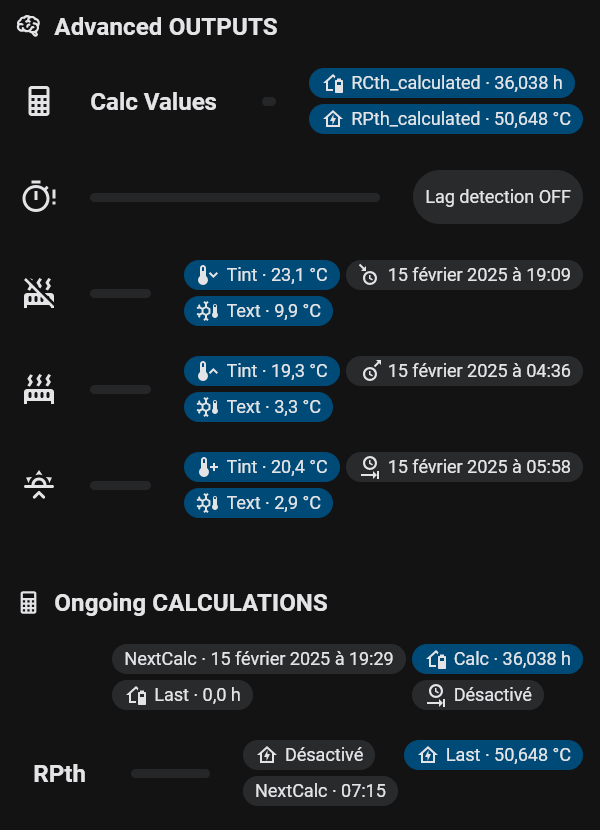 Advanced OUTPUTS
Calc Values
RCth_calculated · 36,038 h
RPth_calculated · 50,648 °C
Lag detection OFF
Tint · 23,1 °C 15 février 2025 à 19:09
Text · 9,9 °C
Tint · 19,3 °C 15 février 2025 à 04:36
Text · 3,3 °C
Tint · 20,4 °C 15 février 2025 à 05:58
Text · 2,9 °C
Ongoing CALCULATIONS
NextCalc · 15 février 2025 à 19:29 Calc · 36,038 h
Last · 0,0 h Désactivé
RPth Désactivé Last · 50,648 °C
NextCalc · 07:15